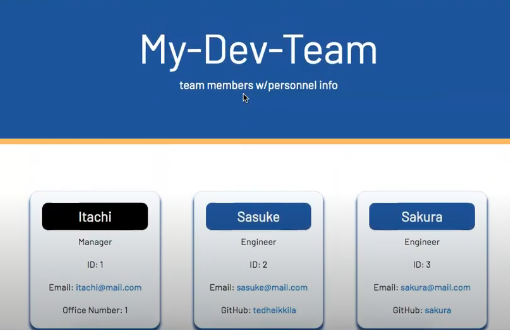 My-Dev-Team
team members w/personnel info
Itachi
Manager
ID: 1
Email: itachi@mail.com
Office Number: 1
Sasuke
Engineer
ID: 2
Email: sasuke@mail.com
GitHub: tedheikkila
Sakura
Engineer
ID: 3
Email: sakura@mail.com
GitHub: sakura